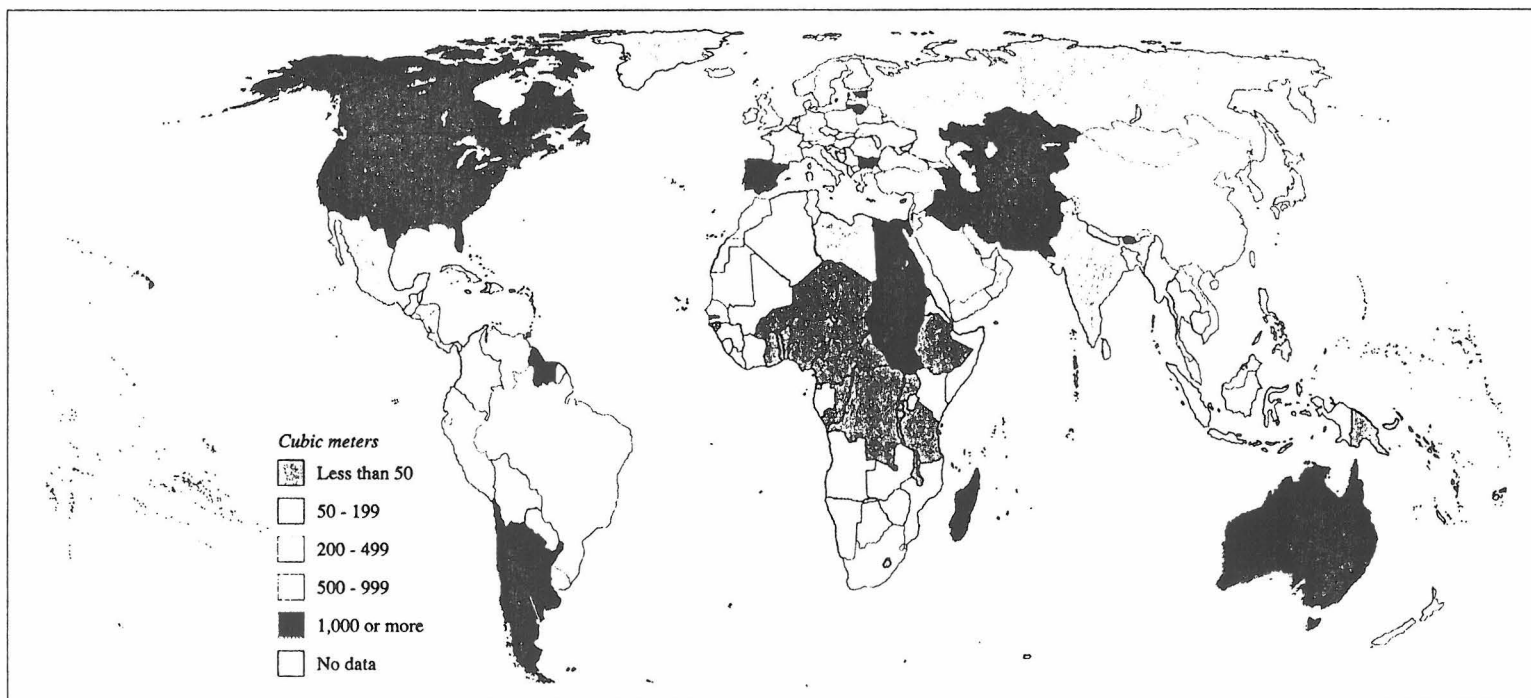 Cubic meters
Less than 50
50 - 199
200 - 499
500 - 999
1,000 or more
No data